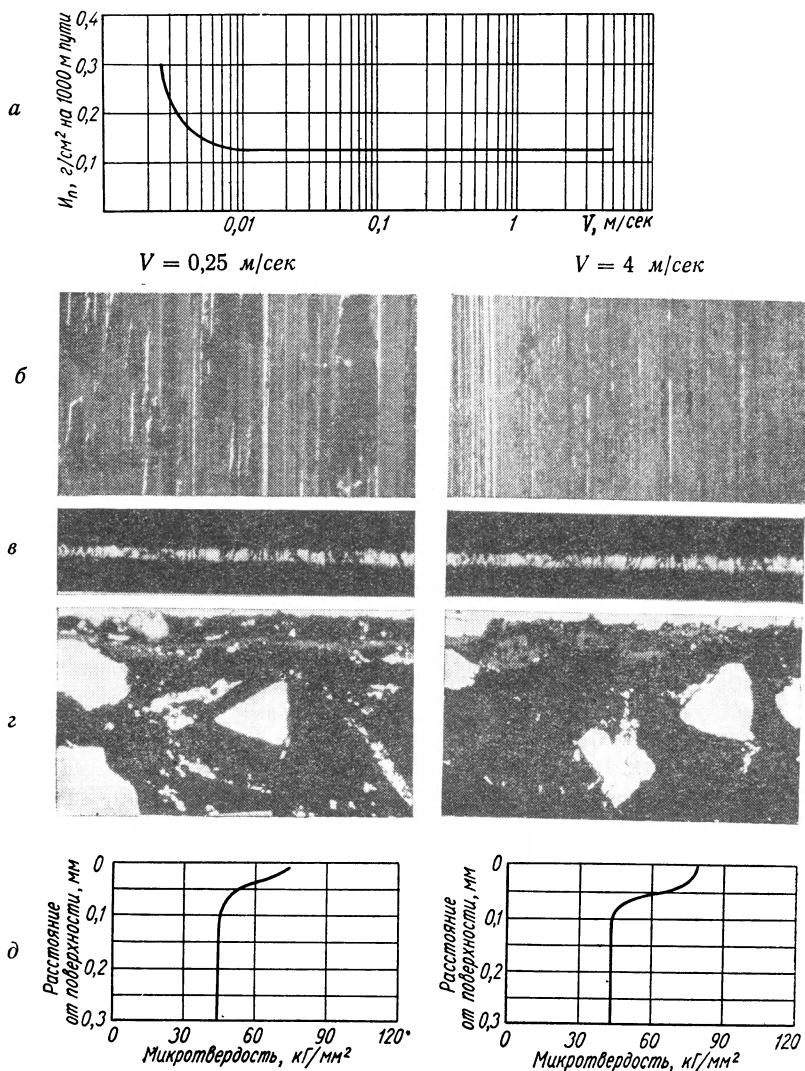 0,4
0,3
0,2
0,1
Ип, г/см² на 1000 м пути
а
0,01 0,1 1 V, м/сек
V = 0,25 м/сек
V = 4 м/сек
б
в
г
д
0
0,1
0,2
0,3
Расстояние
от поверхности, мм
0 30 60 90 120
Микротвердость, кГ/мм²
0
0,1
0,2
0,3
Расстояние
от поверхности, мм
0 30 60 90 120
Микротвердость, кГ/мм²